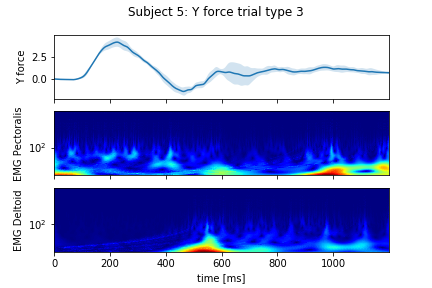 Subject 5: Y force trial type 3
Y force
2.5
0.0
EMG Pectoralis
10²
EMG Deltoid
10²
0 200 400 600 800 1000
time [ms]